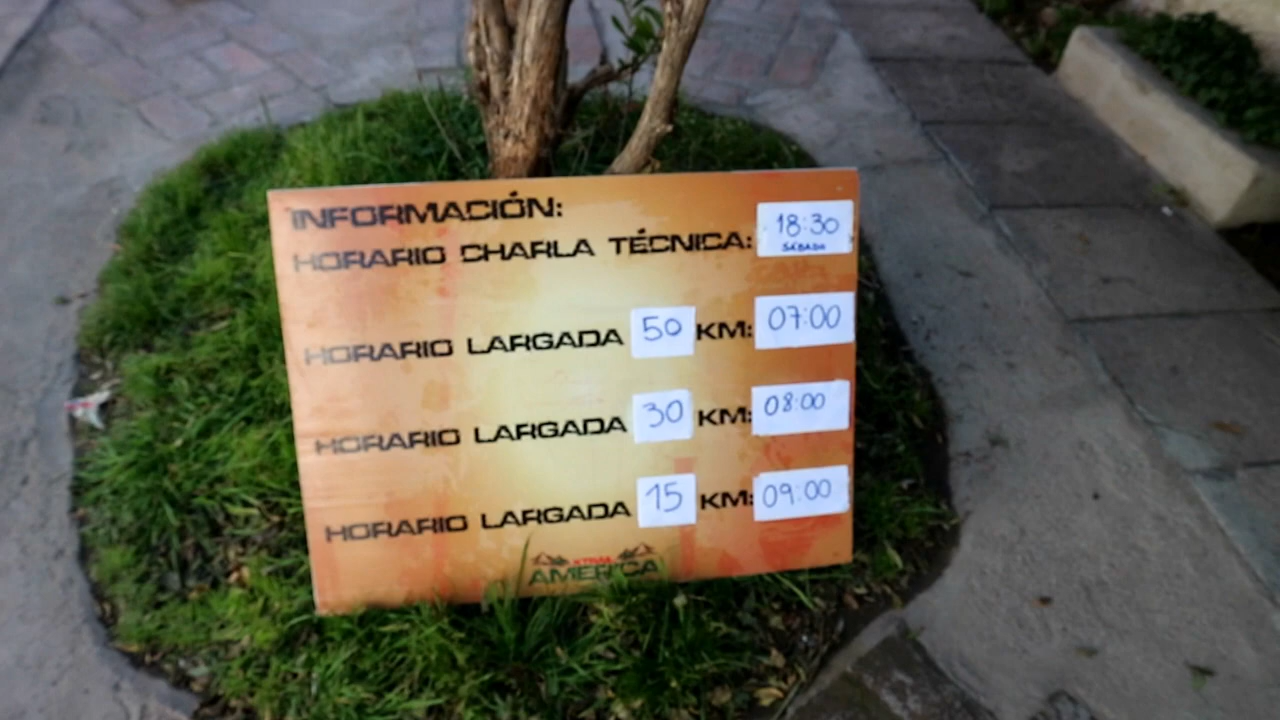 INFORMACIÓN:
HORARIO CHARLA TÉCNICA: 18:30
SÁBADO
HORARIO LARGADA 50 KM: 07:00
HORARIO LARGADA 30 KM: 08:00
HORARIO LARGADA 15 KM: 09:00
AMERICA